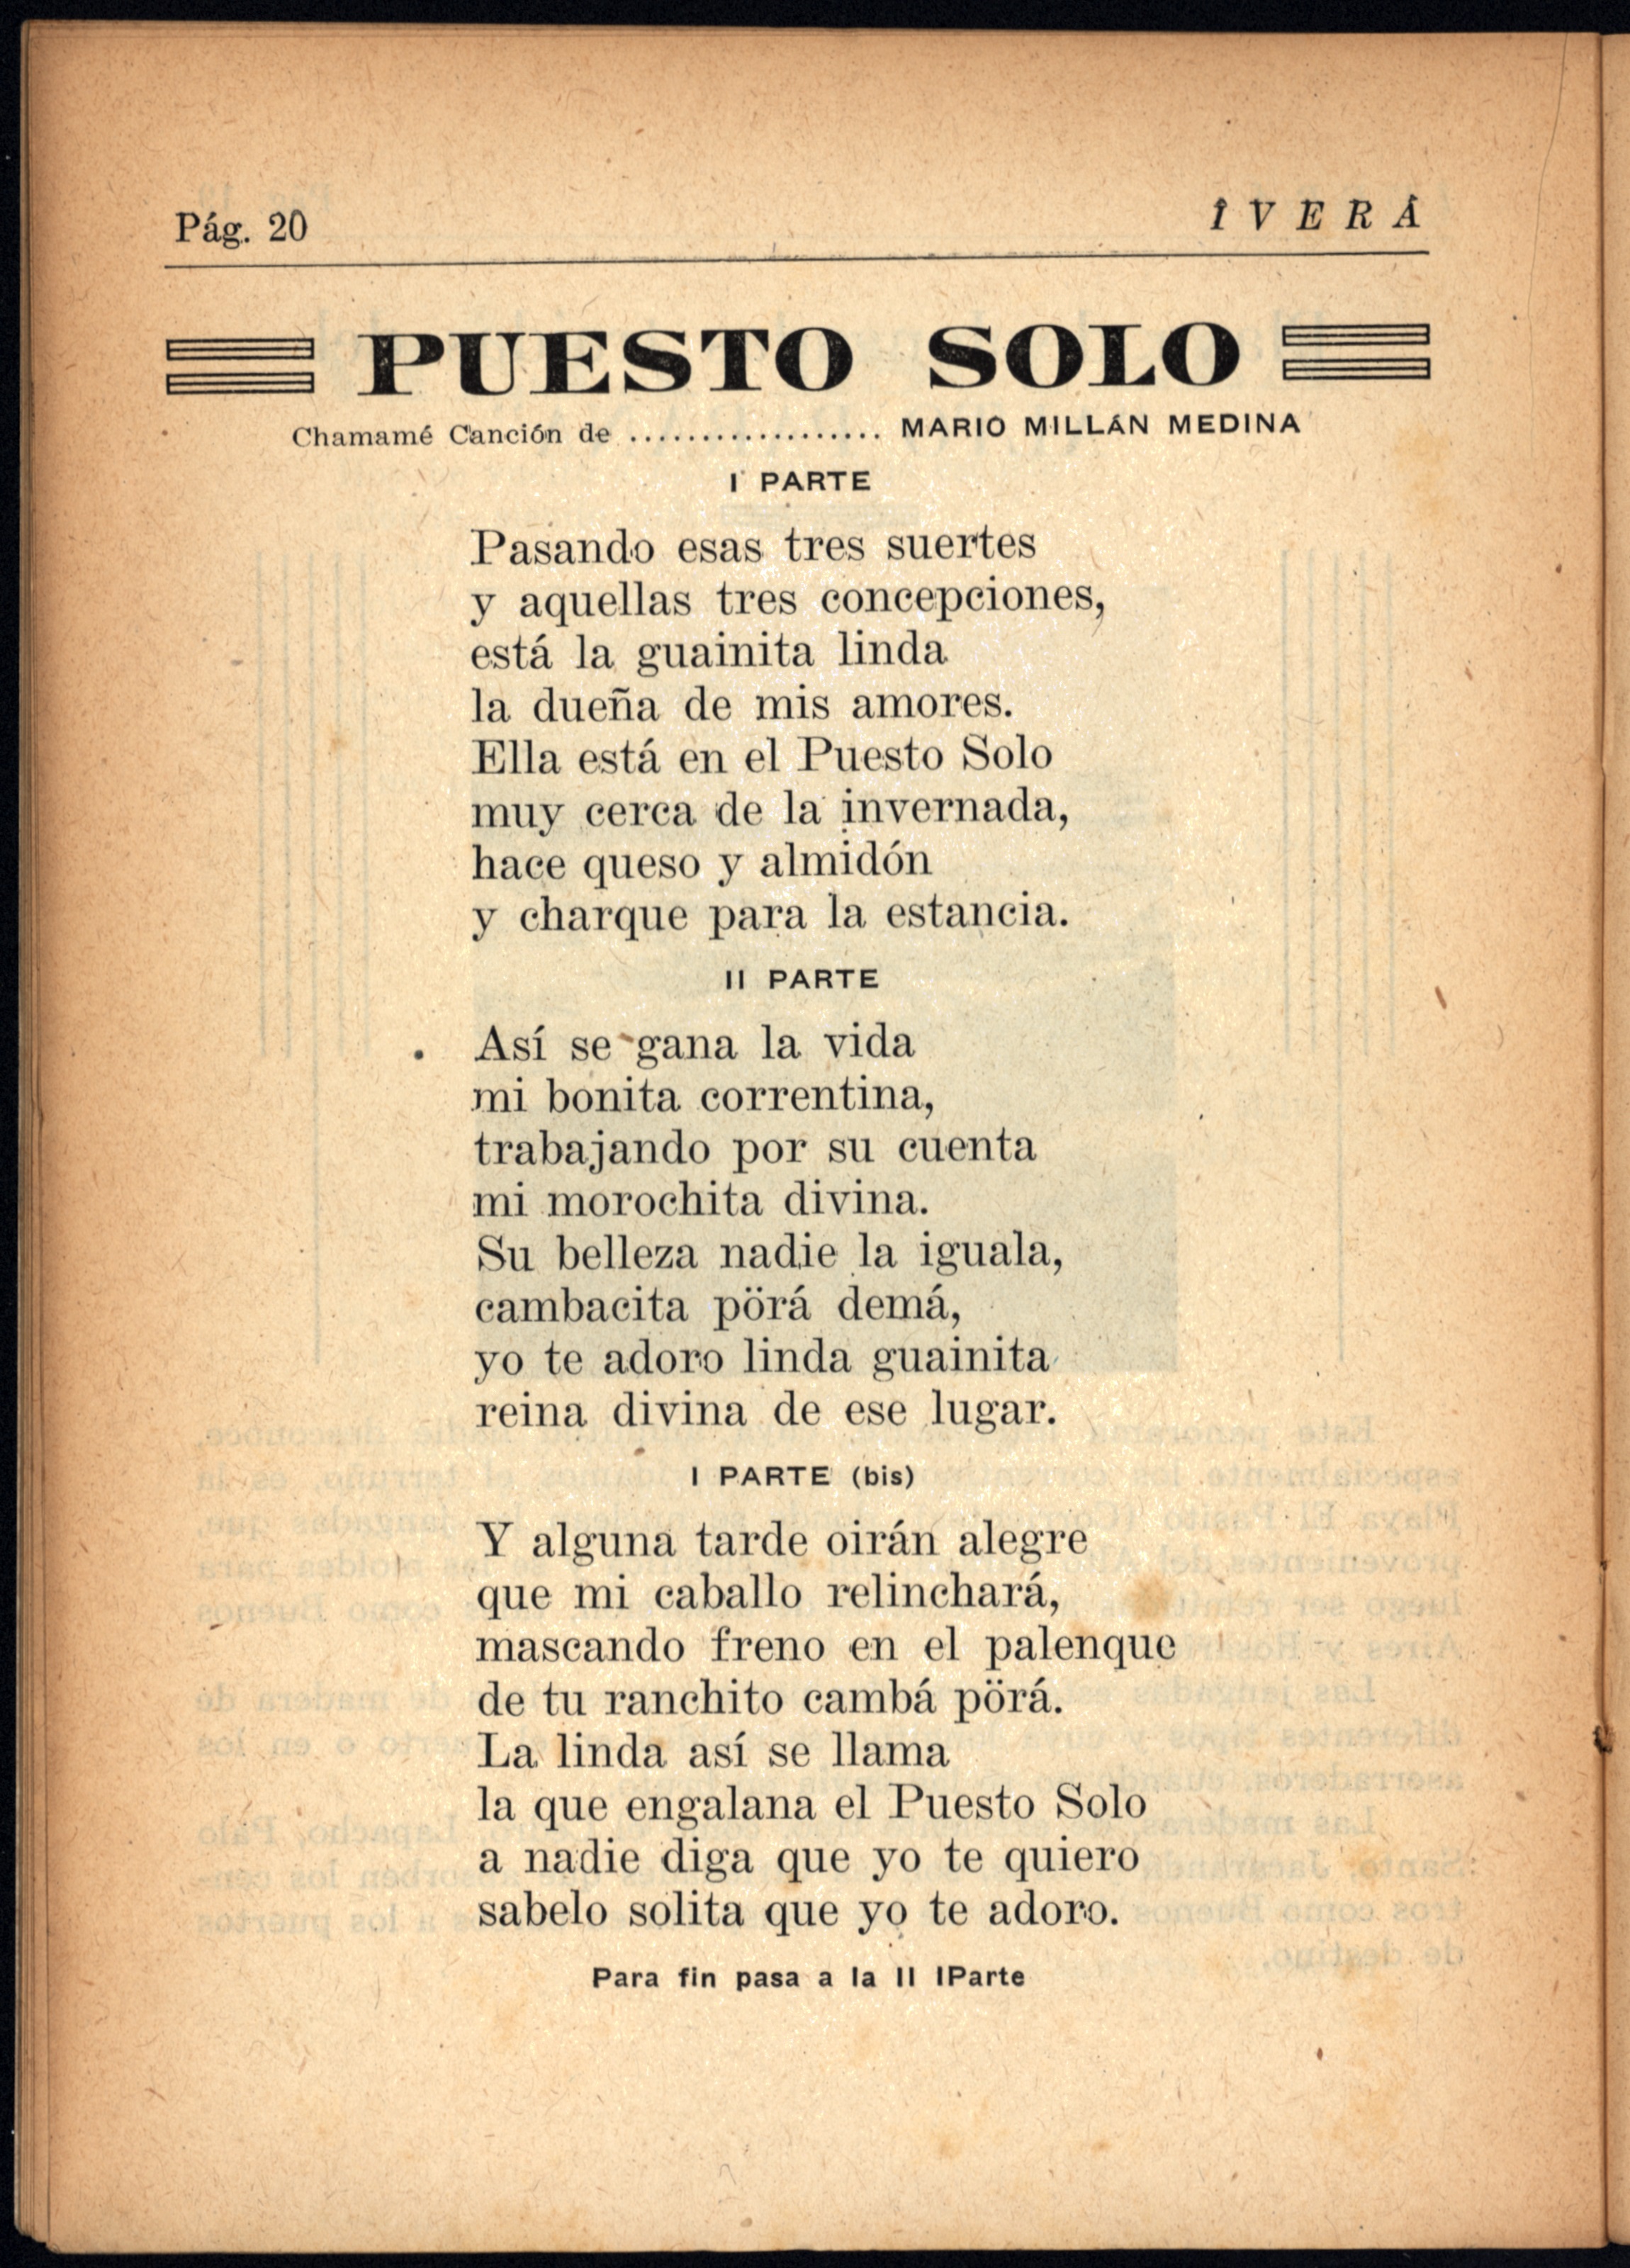 Pág. 20
Î V E R Á
PUESTO SOLO
Chamamé Canción de .................. MARIO MILLÁN MEDINA
I PARTE
Pasando esas tres suertes
y aquellas tres concepciones,
está la guainita linda
la dueña de mis amores.
Ella está en el Puesto Solo
muy cerca de la invernada,
hace queso y almidón
y charque para la estancia.
II PARTE
Así se gana la vida
mi bonita correntina,
trabajando por su cuenta
mi morochita divina.
Su belleza nadie la iguala,
cambacita pörá demá,
yo te adoro linda guainita
reina divina de ese lugar.
I PARTE (bis)
Y alguna tarde oirán alegre
que mi caballo relinchará,
mascando freno en el palenque
de tu ranchito cambá pörá.
La linda así se llama
la que engalana el Puesto Solo
a nadie diga que yo te quiero
sabelo solita que yo te adoro.
Para fin pasa a la II IParte